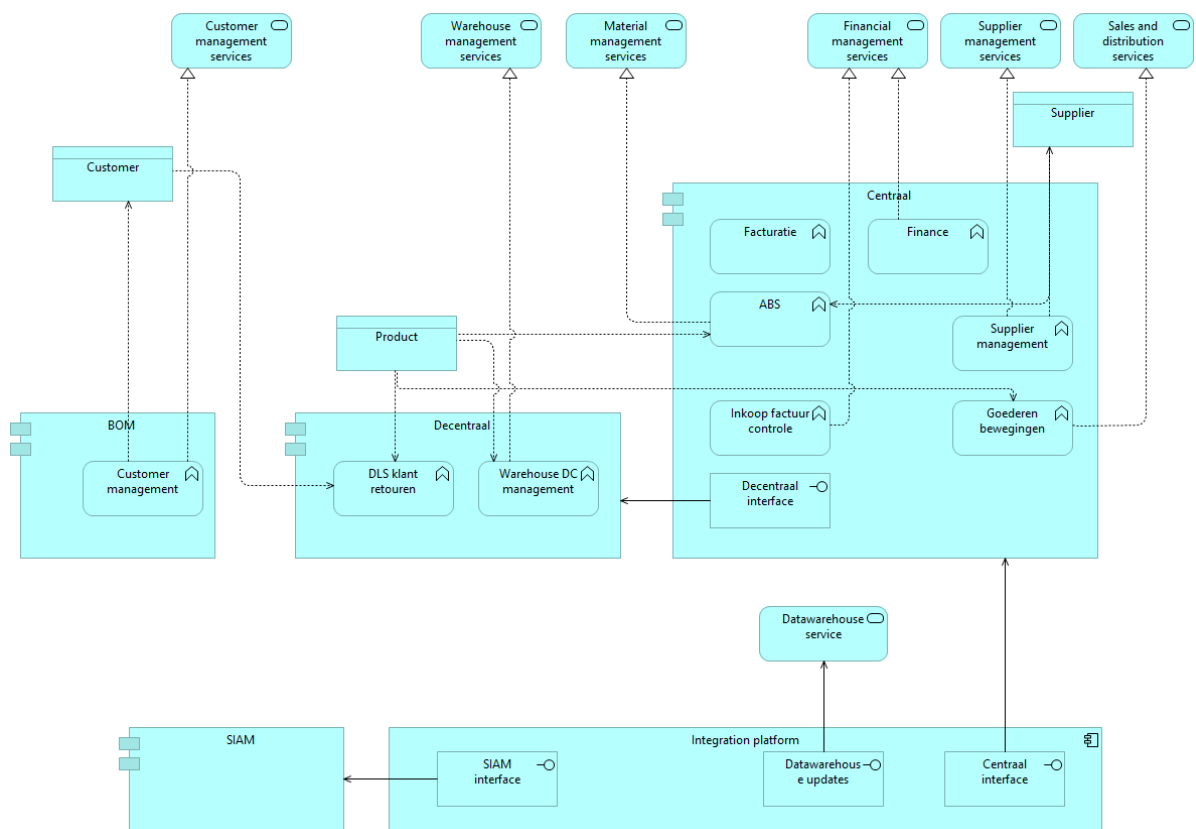 Customer
management
services
Warehouse
management
services
Material
management
services
Financial
management
services
Supplier
management
services
Sales and
distribution
services
Supplier
Customer
Centraal
Facturatie
Finance
ABS
Supplier
management
Product
BOM
Customer
management
Decentraal
DLS klant
retouren
Warehouse DC
management
Inkoop factuur
controle
Goederen
bewegingen
Decentraal
interface
Datawarehouse
service
SIAM
Integration platform
SIAM
interface
Datawarehous
e updates
Centraal
interface